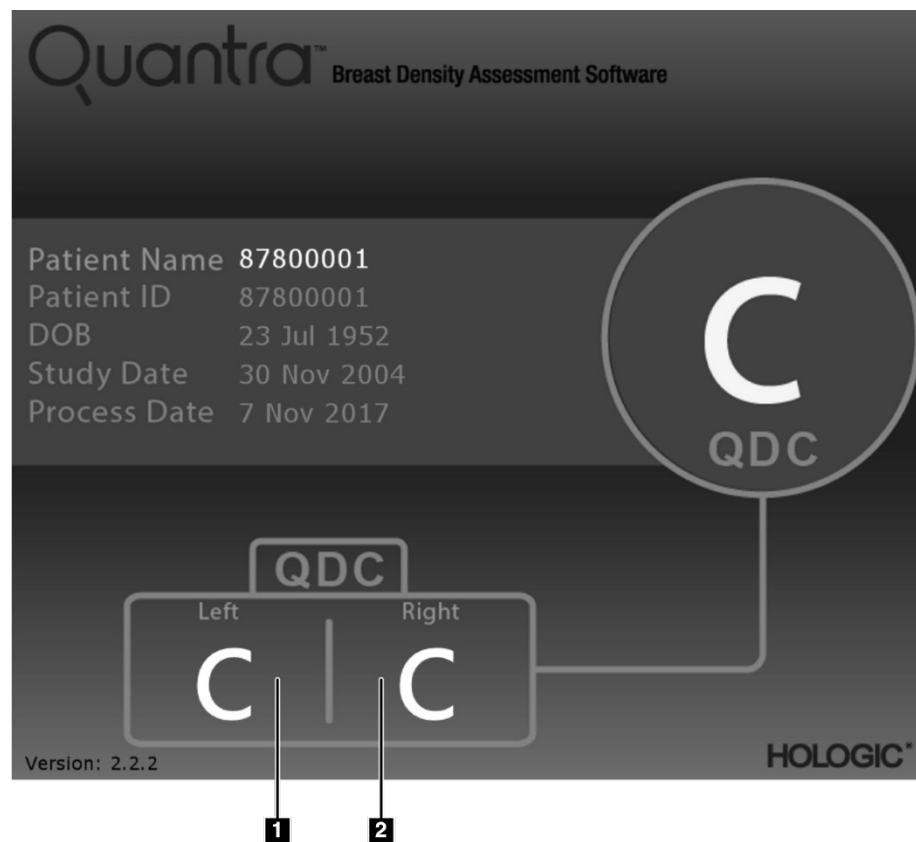 Quantra™ Breast Density Assessment Software
Patient Name 87800001
Patient ID 87800001
DOB 23 Jul 1952
Study Date 30 Nov 2004
Process Date 7 Nov 2017
C
QDC
QDC
Left Right
C C
Version: 2.2.2
HOLOGIC®
1 2